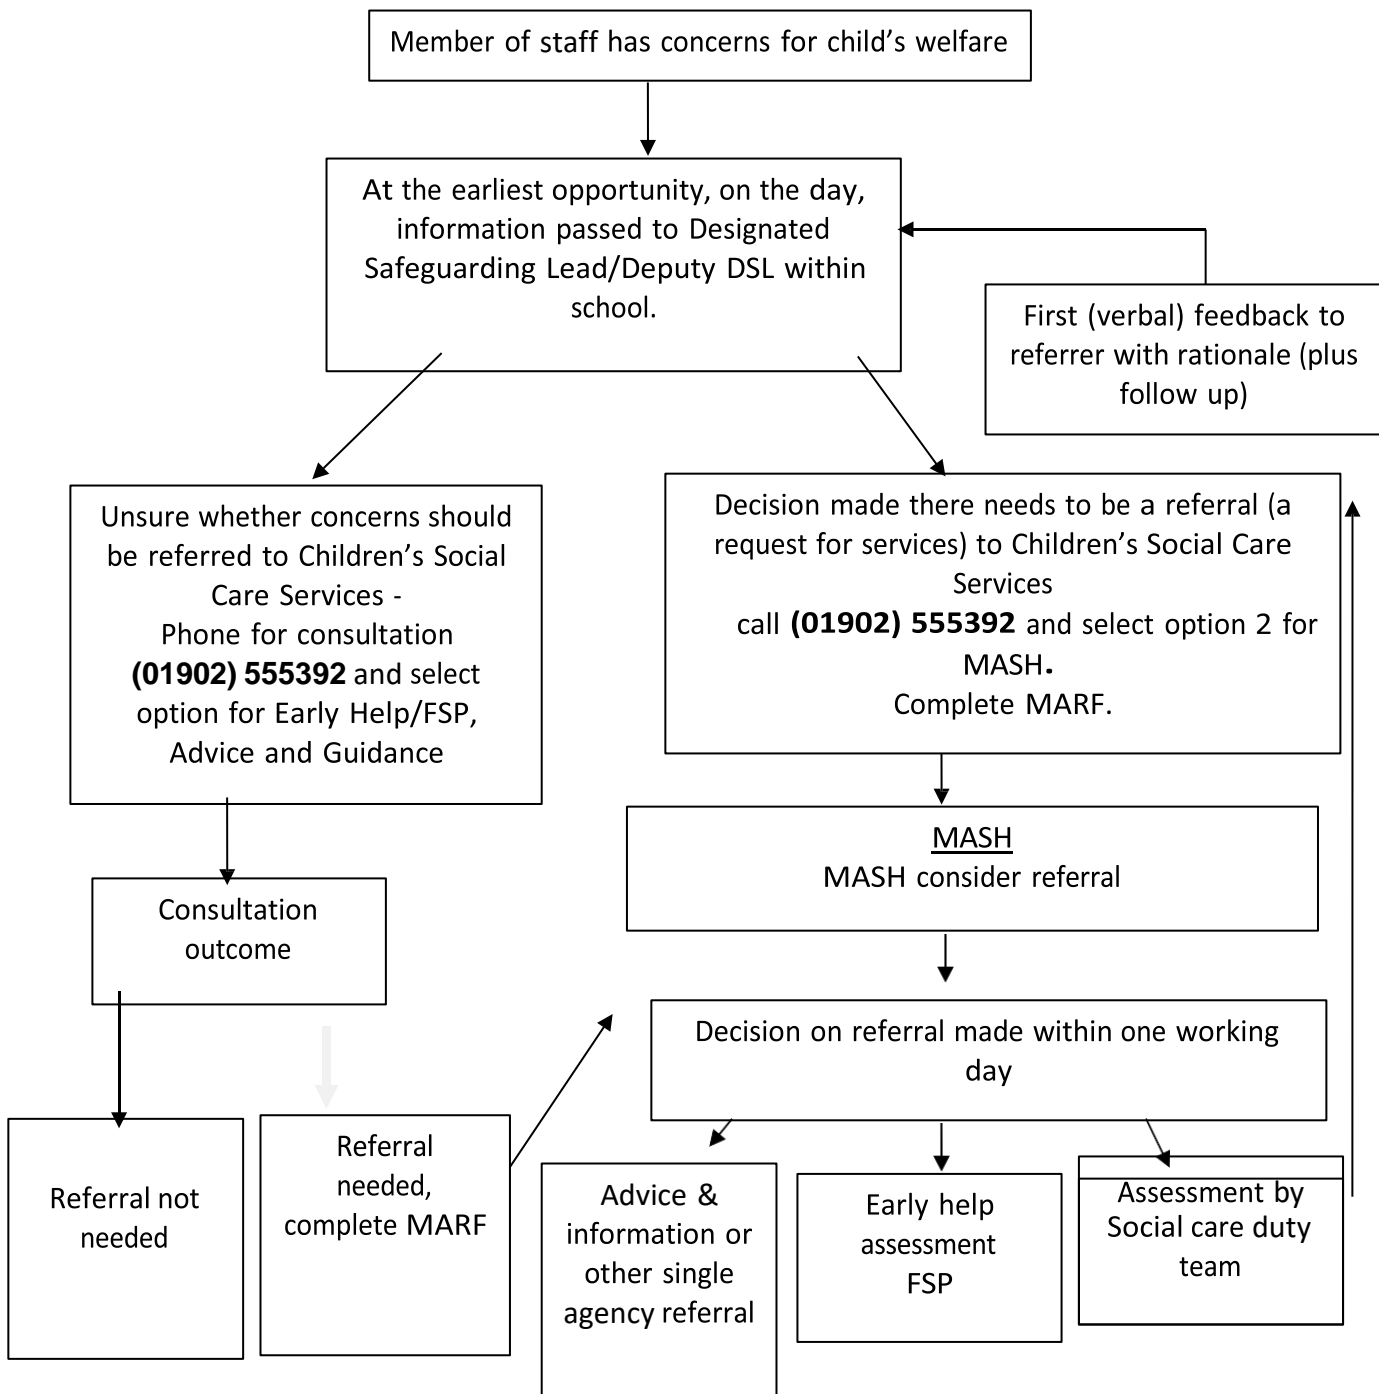 Member of staff has concerns for child’s welfare
At the earliest opportunity, on the day,
information passed to Designated
Safeguarding Lead/Deputy DSL within
school.
First (verbal) feedback to
referrer with rationale (plus
follow up)
Unsure whether concerns should
be referred to Children’s Social
Care Services -
Phone for consultation
(01902) 555392 and select
option for Early Help/FSP,
Advice and Guidance
Decision made there needs to be a referral (a
request for services) to Children’s Social Care
Services
call (01902) 555392 and select option 2 for
MASH.
Complete MARF.
MASH
MASH consider referral
Consultation
outcome
Decision on referral made within one working
day
Referral not
needed
Referral
needed,
complete MARF
Advice &
information or
other single
agency referral
Early help
assessment
FSP
Assessment by
Social care duty
team